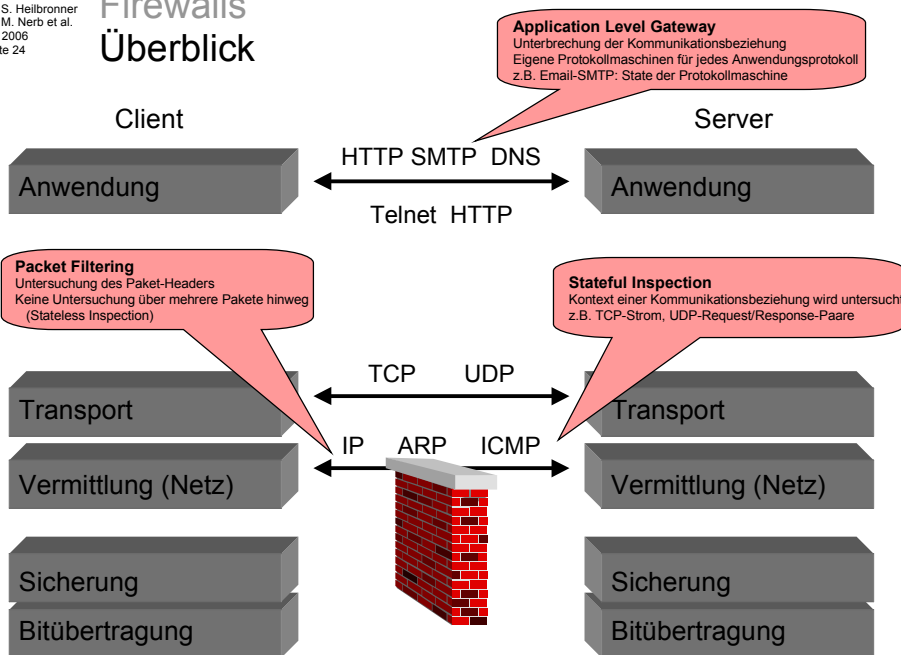 S. Heilbronner
M. Nerb et al.
2006
te 24
Firewalls
Überblick
Application Level Gateway
Unterbrechung der Kommunikationsbeziehung
Eigene Protokollmaschinen für jedes Anwendungsprotokoll
z.B. Email-SMTP: State der Protokollmaschine
Client
Server
HTTP SMTP DNS
Anwendung
Anwendung
Telnet HTTP
Packet Filtering
Untersuchung des Paket-Headers
Keine Untersuchung über mehrere Pakete hinweg
(Stateless Inspection)
Stateful Inspection
Kontext einer Kommunikationsbeziehung wird untersucht
z.B. TCP-Strom, UDP-Request/Response-Paare
TCP UDP
Transport
Transport
IP ARP ICMP
Vermittlung (Netz)
Vermittlung (Netz)
Sicherung
Sicherung
Bitübertragung
Bitübertragung